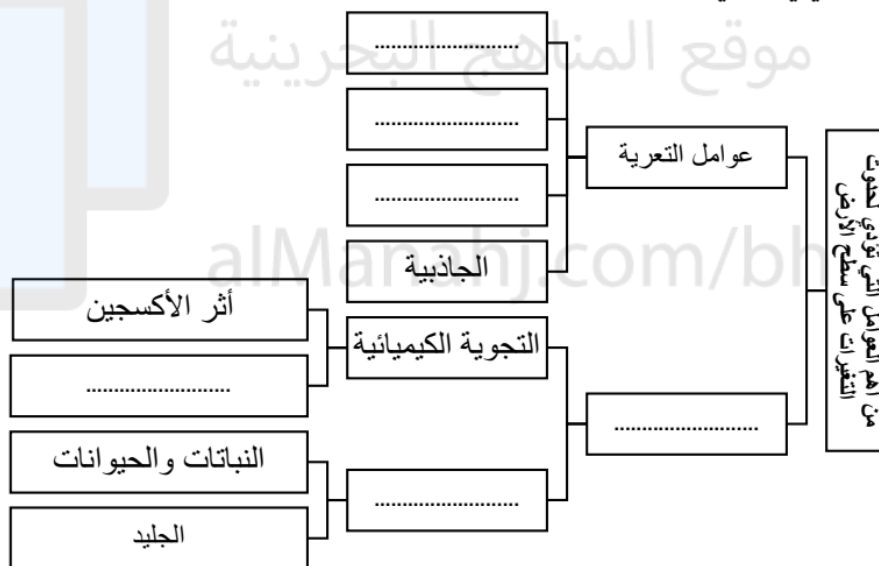 موقع المناهج البحرينية
alManahj.com/bh
من أهم العوامل التي تؤدي لحدوث
التغيرات على سطح الأرض
عوامل التعرية
..........................
..........................
..........................
الجاذبية
..........................
التجوية الكيميائية
أثر الأكسجين
..........................
..........................
النباتات والحيوانات
الجليد